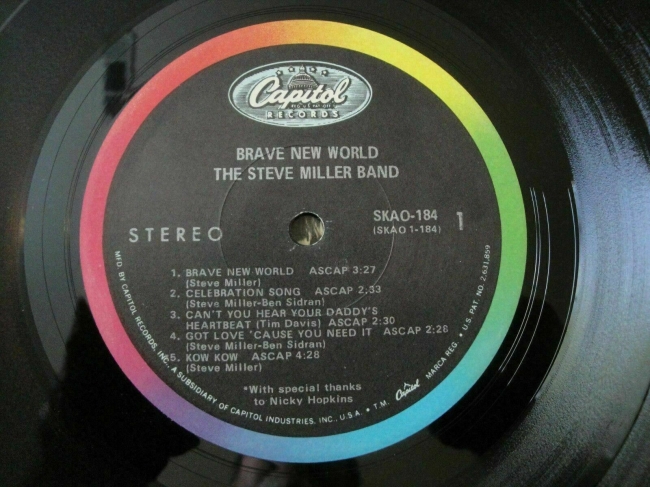 Capitol
RECORDS
BRAVE NEW WORLD
THE STEVE MILLER BAND
STEREO
SKAO-184
(SKAO 1-184)
1
1. BRAVE NEW WORLD ASCAP 3:27
(Steve Miller)
2. CELEBRATION SONG ASCAP 2:33
(Steve Miller-Ben Sidran)
3. CAN'T YOU HEAR YOUR DADDY'S
HEARTBEAT (Tim Davis) ASCAP 2:30
4. GOT LOVE 'CAUSE YOU NEED IT ASCAP 2:28
(Steve Miller-Ben Sidran)
5. KOW KOW ASCAP 4:28
(Steve Miller)
*With special thanks
to Nicky Hopkins
MFD. BY CAPITOL RECORDS, INC., A SUBSIDIARY OF CAPITOL INDUSTRIES, INC., U.S.A. • T.M. Capitol MARCA REG. • U.S. PAT. NO. 2,631,859